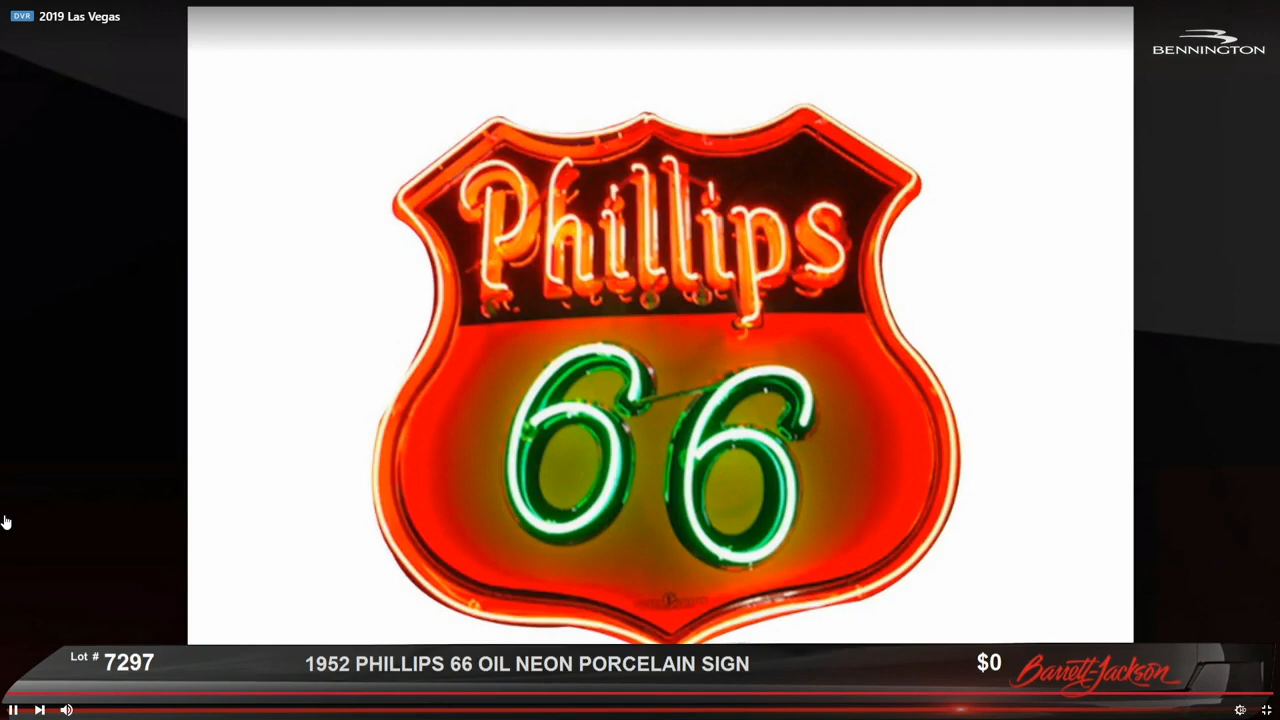 DVR 2019 Las Vegas
BENNINGTON
Phillips
66
Lot # 7297
1952 PHILLIPS 66 OIL NEON PORCELAIN SIGN
$0
Barrett-Jackson